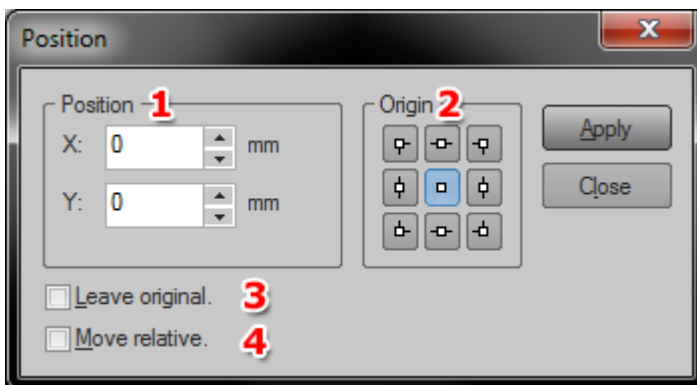 Position
Position 1
X: 0 mm
Y: 0 mm
Origin 2
Apply
Close
Leave original. 3
Move relative. 4